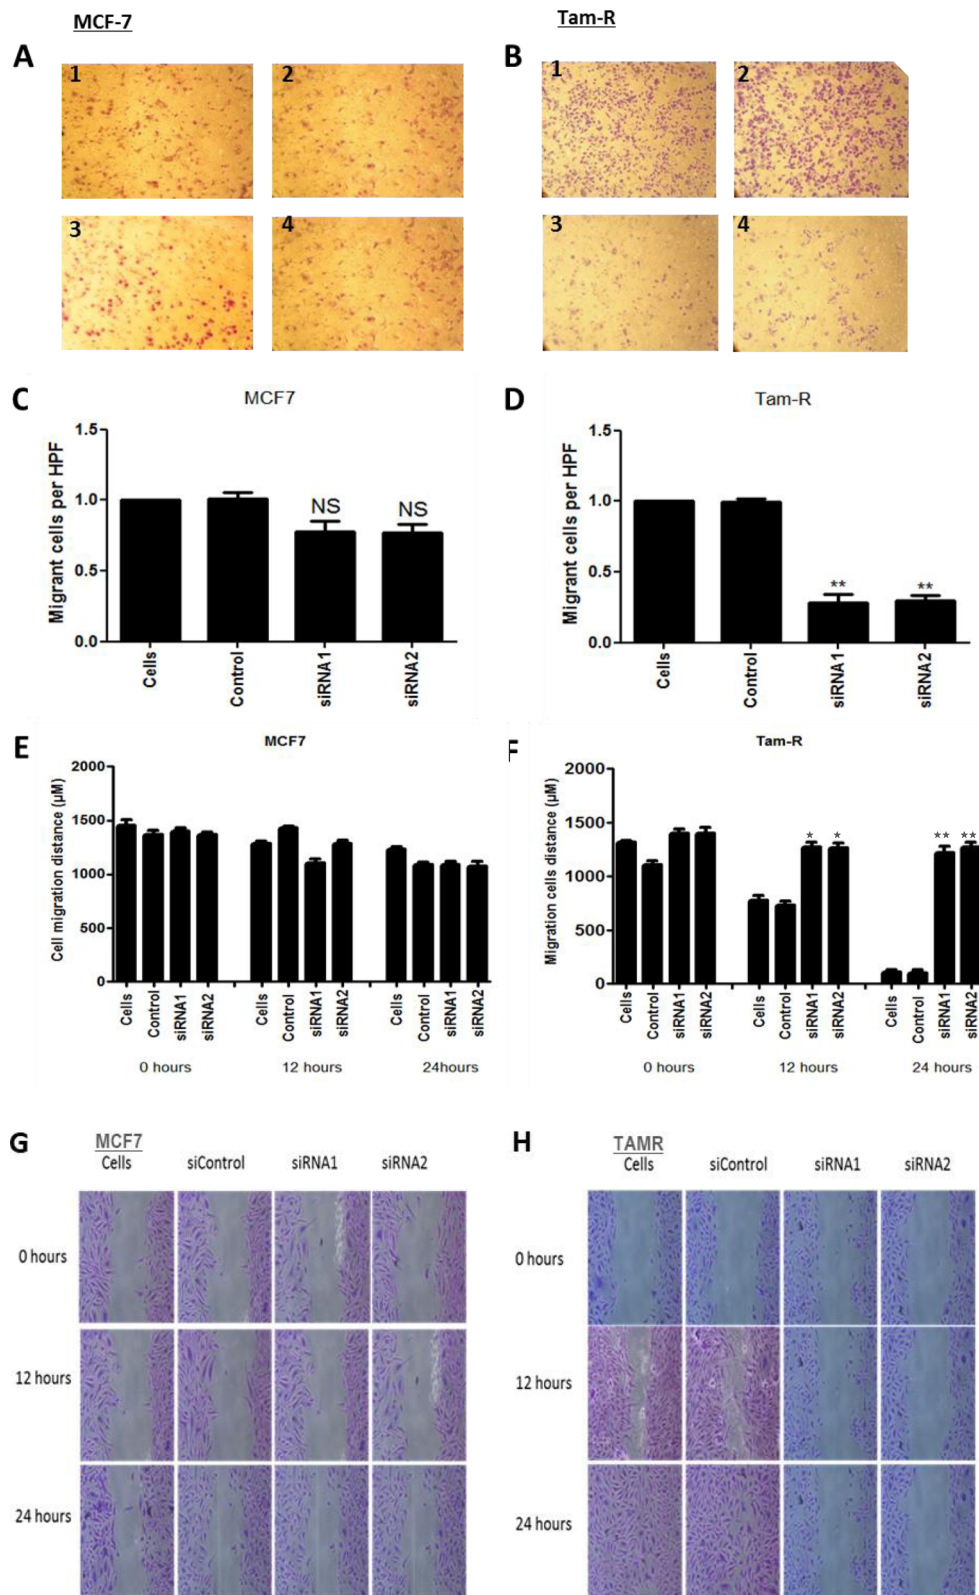 MCF-7
Tam-R
A
B
1
2
1
2
3
4
3
4
C
MCF7
D
Tam-R
Migrant cells per HPF
1.5
1.0
0.5
0.0
NS
NS
Cells
Control
siRNA1
siRNA2
Migrant cells per HPF
1.5
1.0
0.5
0.0
**
**
Cells
Control
siRNA1
siRNA2
E
MCF7
F
Tam-R
Cell migration distance (µM)
2000
1500
1000
500
0
Cells
Control
siRNA1
siRNA2
Cells
Control
siRNA1
siRNA2
Cells
Control
siRNA1
siRNA2
0 hours
12 hours
24hours
Migration cells distance (µM)
2000
1500
1000
500
0
*
*
**
**
Cells
Control
siRNA1
siRNA2
Cells
Control
siRNA1
siRNA2
Cells
Control
siRNA1
siRNA2
0 hours
12 hours
24 hours
G
MCF7
Cells
siControl
siRNA1
siRNA2
0 hours
12 hours
24 hours
H
TAMR
Cells
siControl
siRNA1
siRNA2
0 hours
12 hours
24 hours